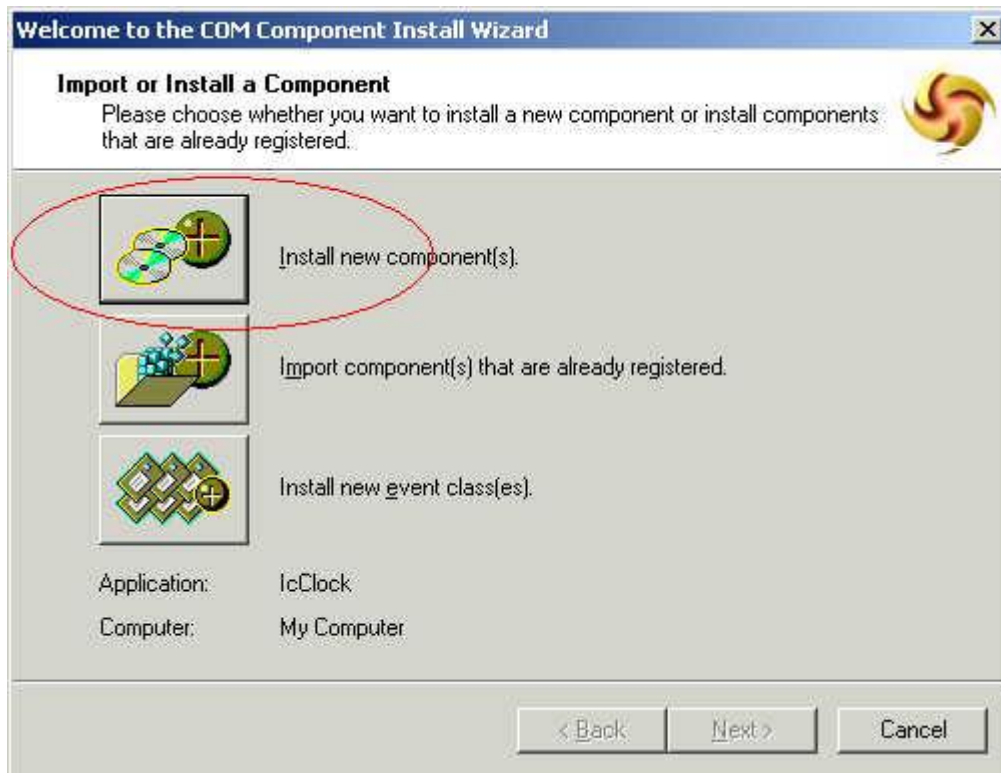 Welcome to the COM Component Install Wizard
Import or Install a Component
Please choose whether you want to install a new component or install components
that are already registered.
Install new component(s).
Import component(s) that are already registered.
Install new event class(es).
Application: IcClock
Computer: My Computer
< Back Next > Cancel